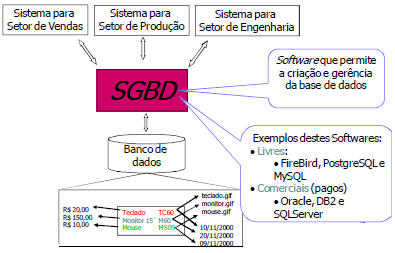 Sistema para
Setor de Vendas
Sistema para
Setor de Produção
Sistema para
Setor de Engenharia
SGBD
Software que permite
a criação e gerência
da base de dados
Banco de
dados
Exemplos destes Softwares:
• Livres:
• FireBird, PostgreSQL e
MySQL
• Comerciais (pagos)
• Oracle, DB2 e
SQLServer
teclado.gif
monitor.gif
mouse.gif
R$ 20,00
R$ 150,00
R$ 10,00
Teclado TC60
Monitor 15 ̈ M60
Mouse MS09
10/11/2000
20/11/2000
09/11/2000